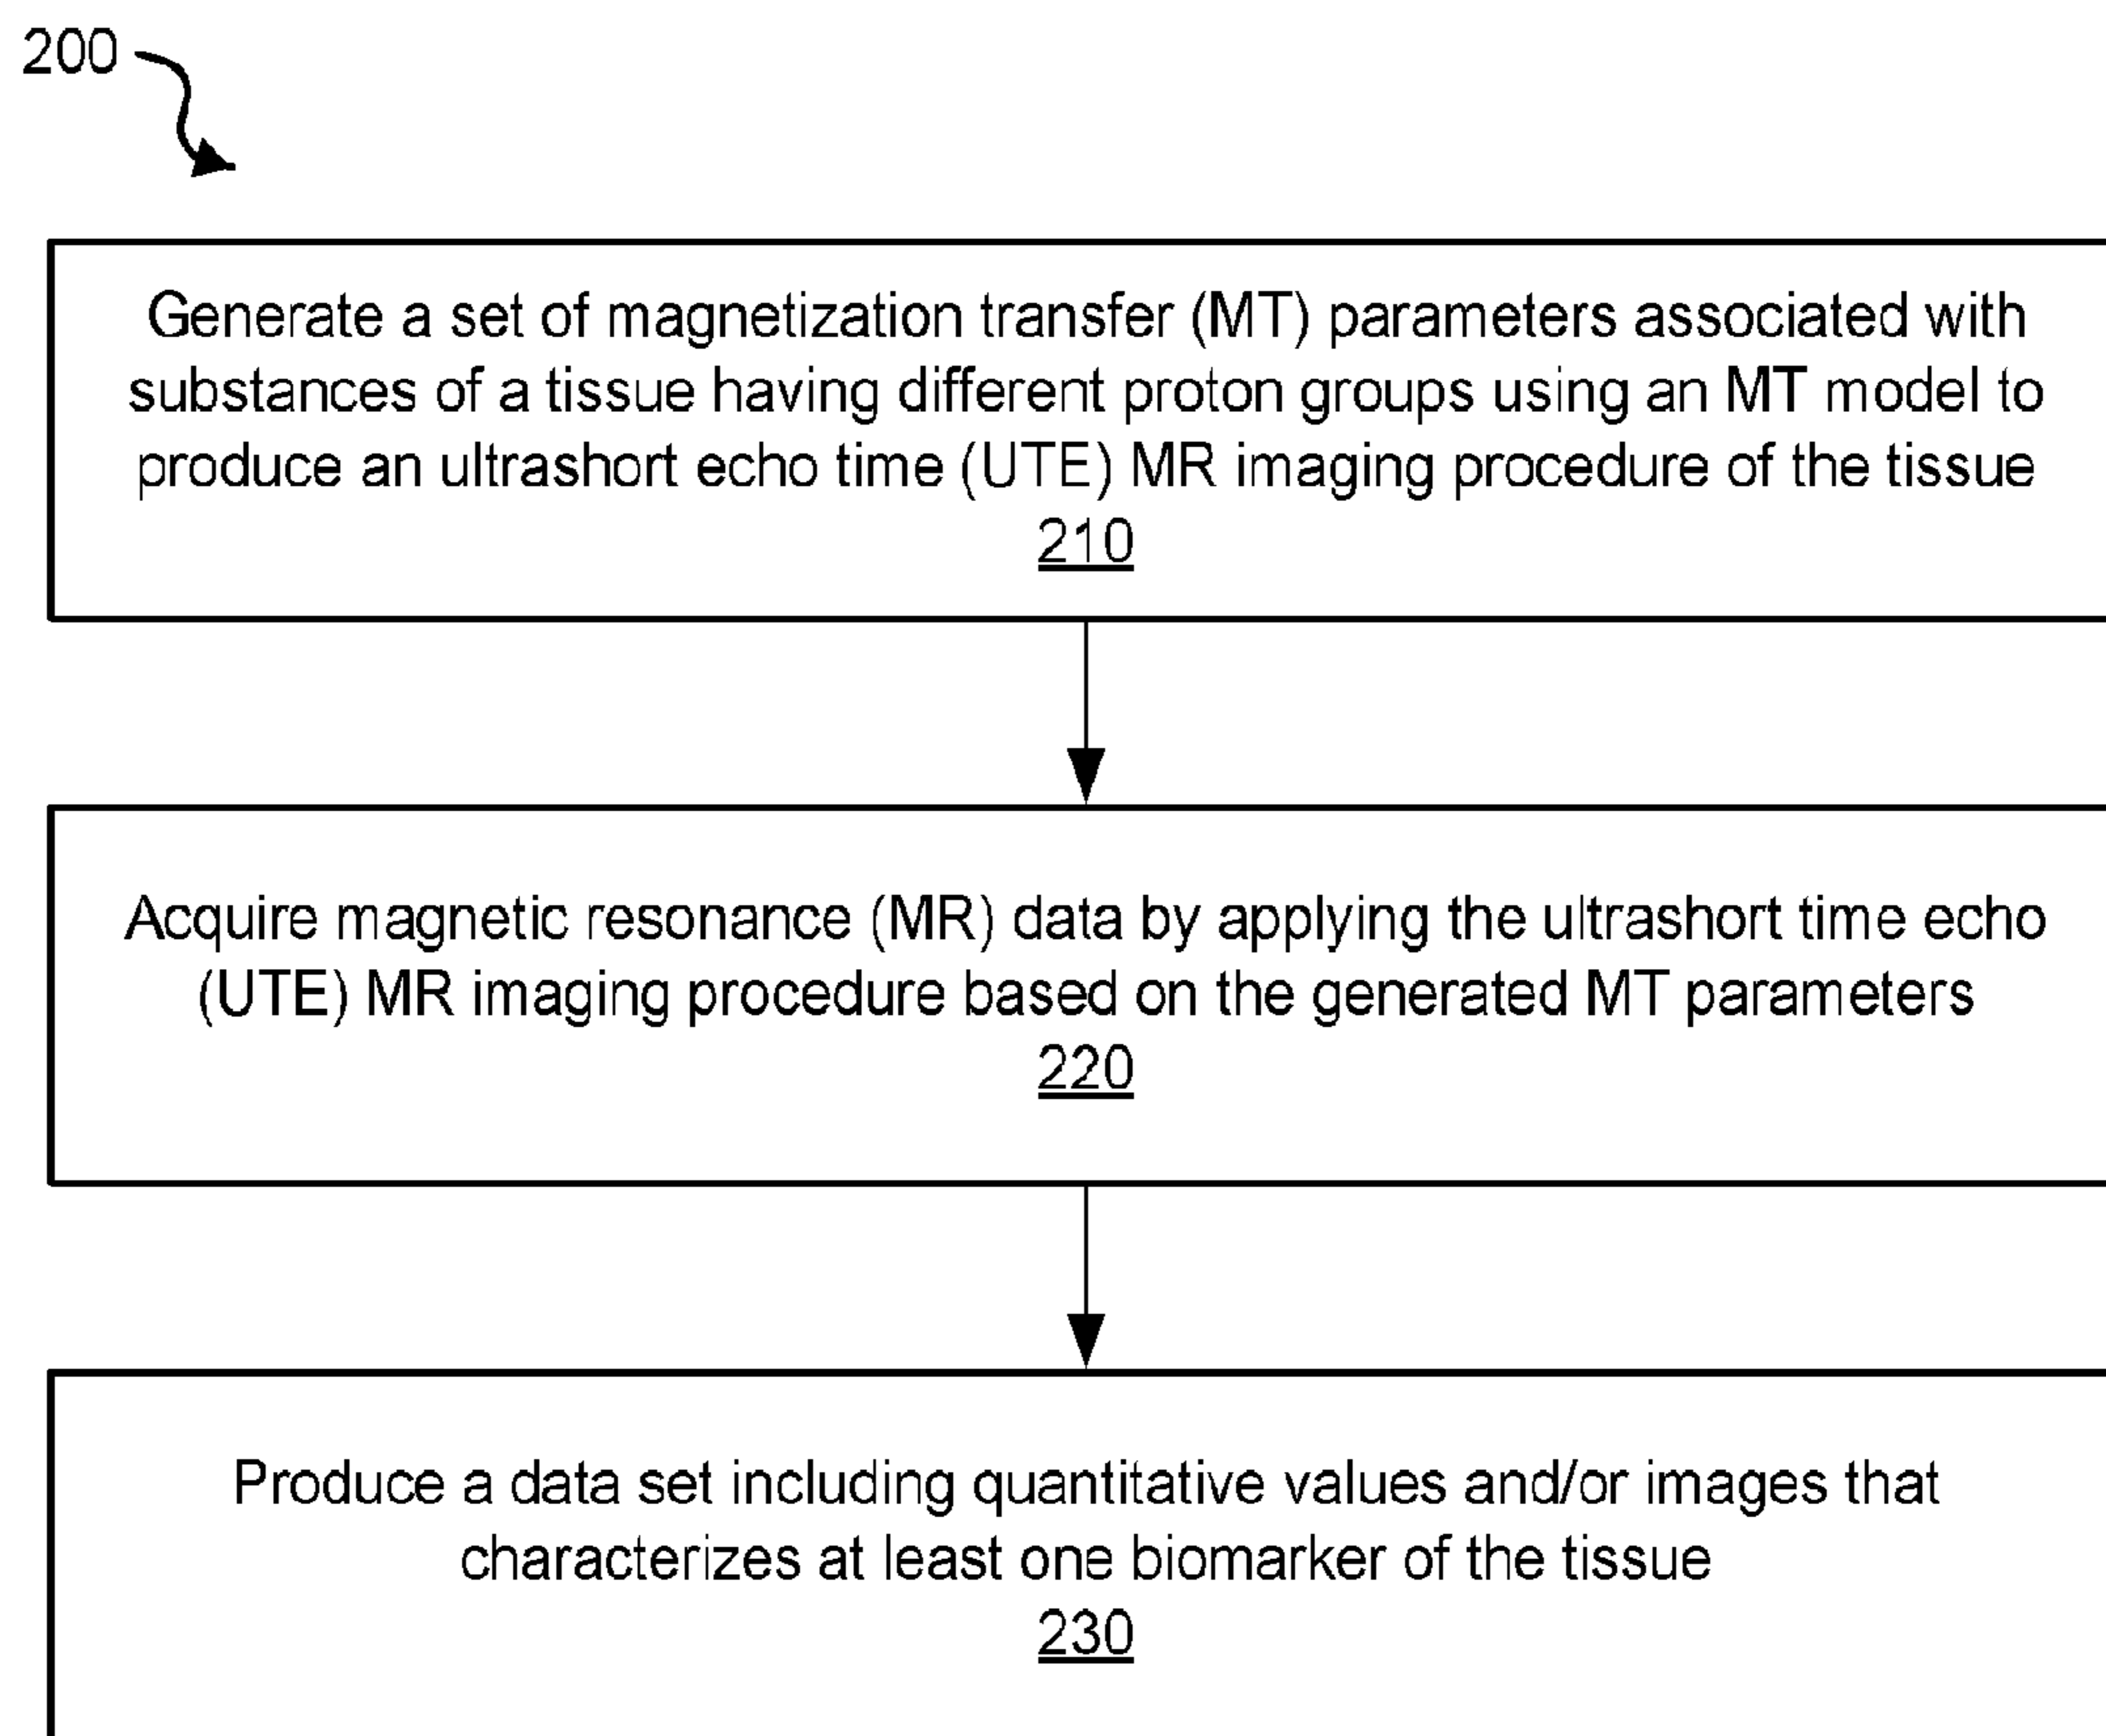 200
Generate a set of magnetization transfer (MT) parameters associated with
substances of a tissue having different proton groups using an MT model to
produce an ultrashort echo time (UTE) MR imaging procedure of the tissue
210
Acquire magnetic resonance (MR) data by applying the ultrashort time echo
(UTE) MR imaging procedure based on the generated MT parameters
220
Produce a data set including quantitative values and/or images that
characterizes at least one biomarker of the tissue
230